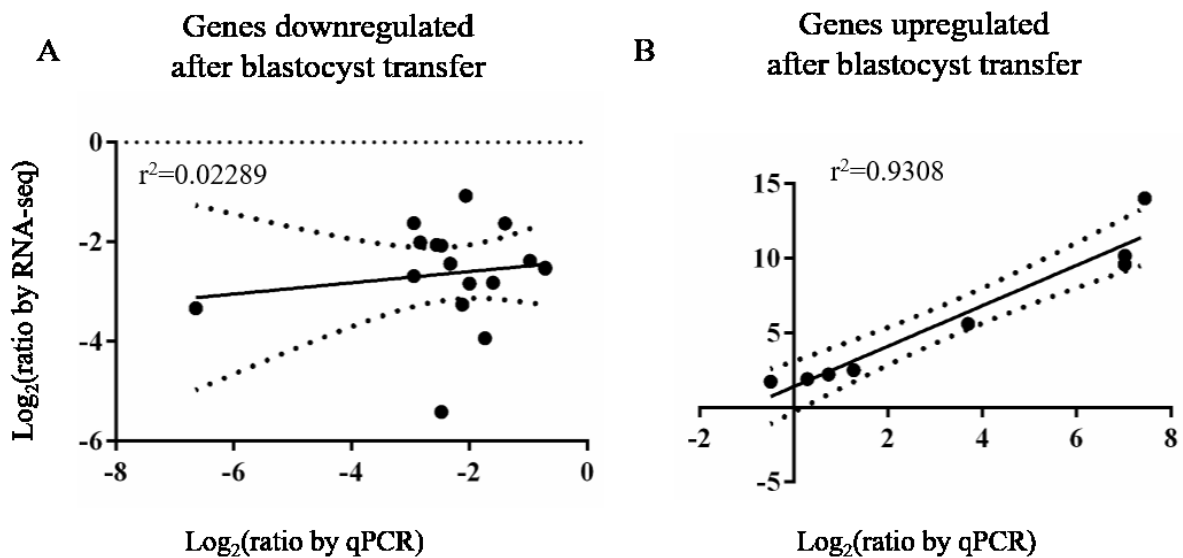 A
Genes downregulated
after blastocyst transfer
Log₂(ratio by RNA-seq)
0
-2
-4
-6
r²=0.02289
-8
-6
-4
-2
0
Log₂(ratio by qPCR)
B
Genes upregulated
after blastocyst transfer
r²=0.9308
15
10
5
-5
-2
2
4
6
8
Log₂(ratio by qPCR)